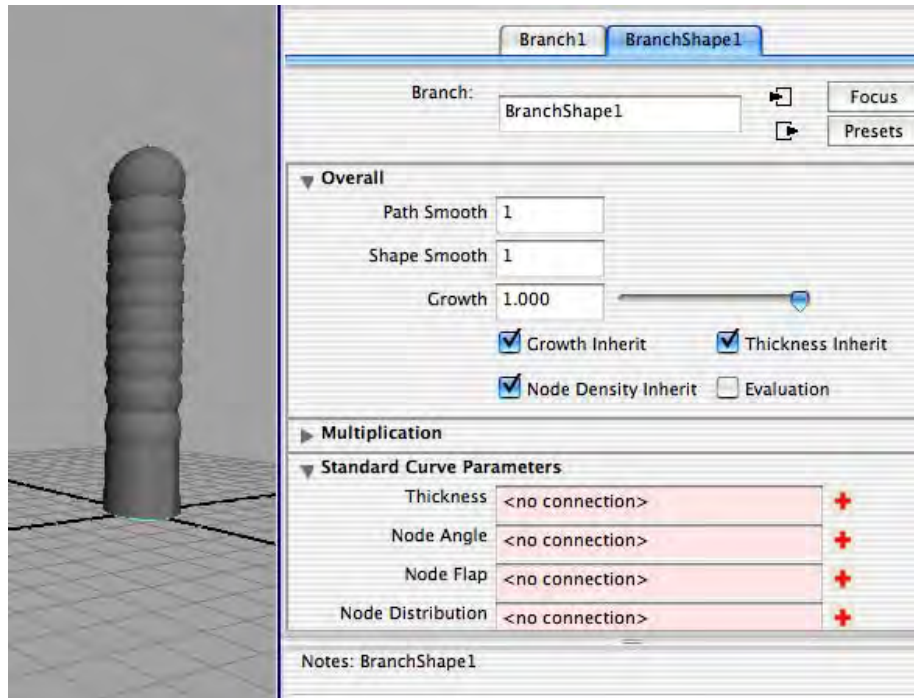 Branch1 BranchShape1
Branch: BranchShape1 Focus
Presets
Overall
Path Smooth 1
Shape Smooth 1
Growth 1.000
Growth Inherit Thickness Inherit
Node Density Inherit Evaluation
Multiplication
Standard Curve Parameters
Thickness <no connection>
Node Angle <no connection>
Node Flap <no connection>
Node Distribution <no connection>
Notes: BranchShape1